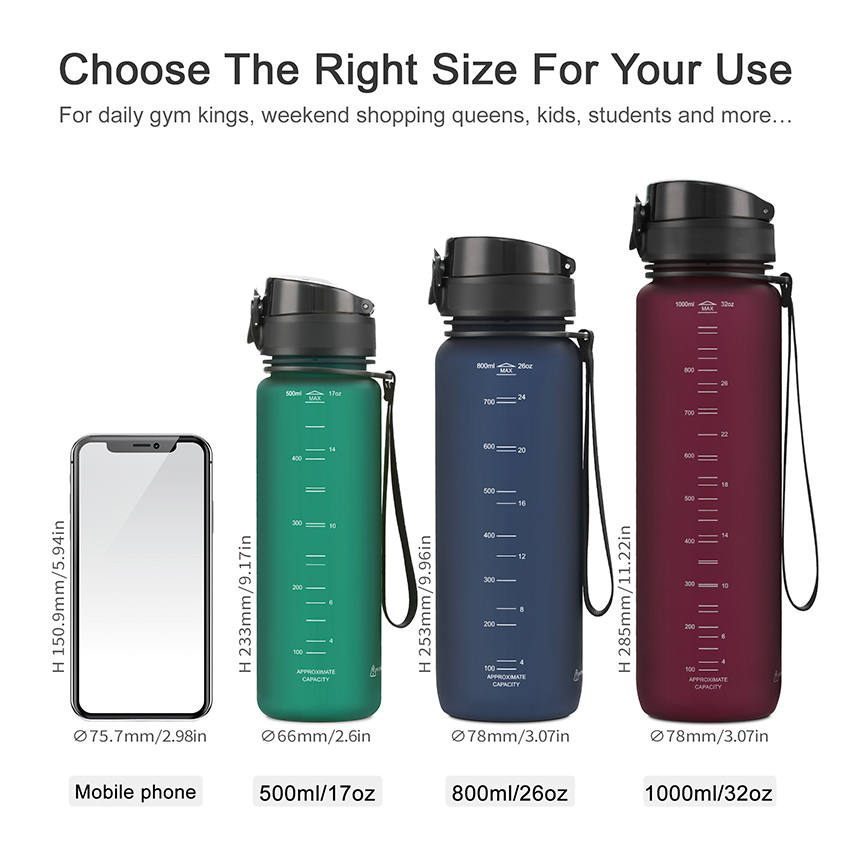 Choose The Right Size For Your Use
For daily gym kings, weekend shopping queens, kids, students and more…
H 150.9mm/5.94in
⌀75.7mm/2.98in
Mobile phone
500ml MAX 17oz
14
400
300 10
200
6
4
100
APPROXIMATE
CAPACITY
H 233mm/9.17in
⌀66mm/2.6in
500ml/17oz
800ml MAX 26oz
700 24
600 20
500
16
400
12
300
8
200
4
100
APPROXIMATE
CAPACITY
H 253mm/9.96in
⌀78mm/3.07in
800ml/26oz
1000ml MAX 32oz
800
26
700
22
600
18
500
400 14
300 10
200
6
4
100
APPROXIMATE
CAPACITY
H 285mm/11.22in
⌀78mm/3.07in
1000ml/32oz